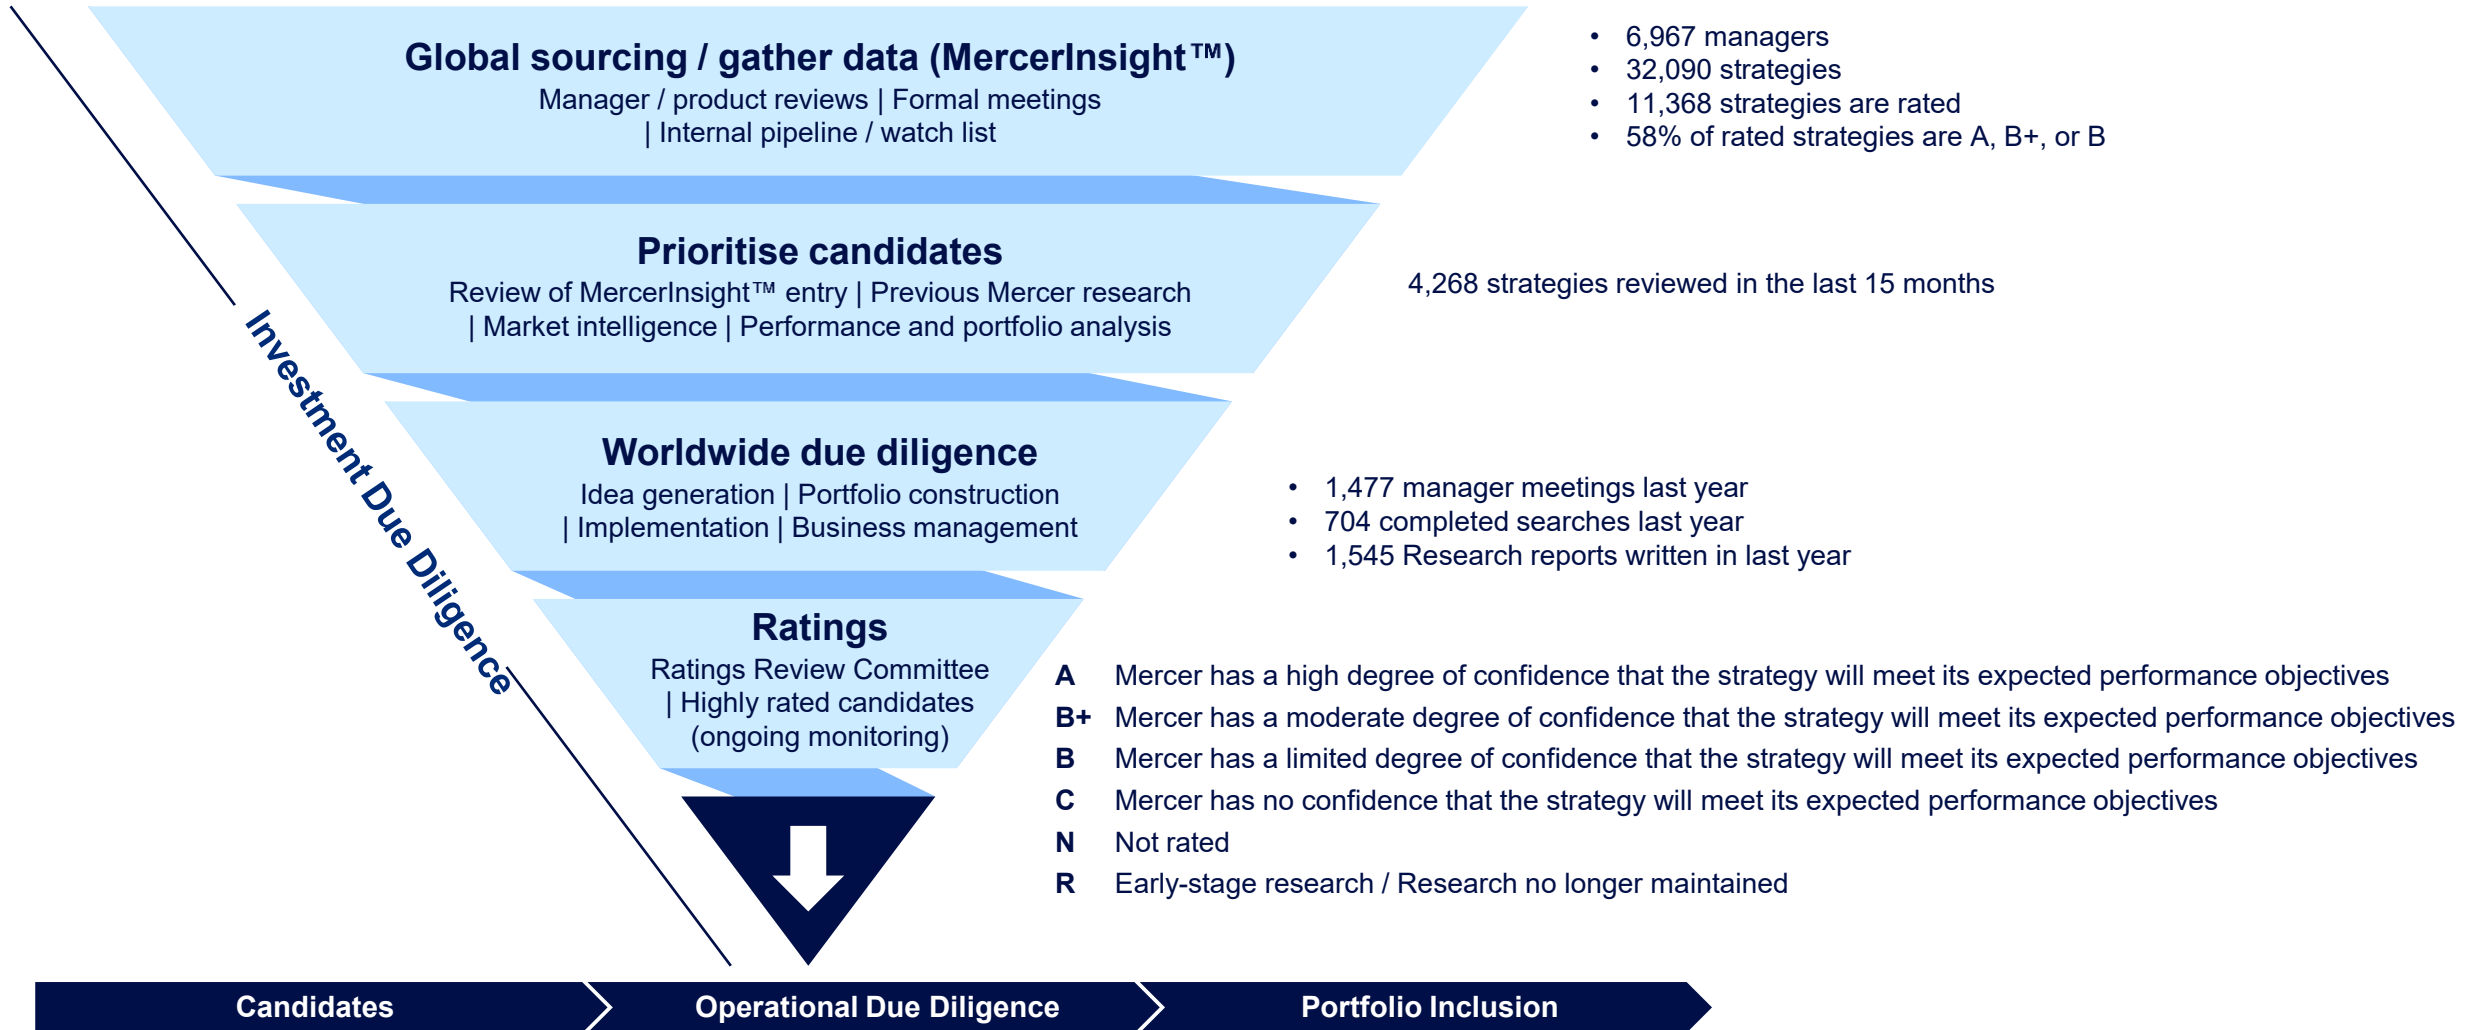 Global sourcing / gather data (MercerInsight™)
Manager / product reviews | Formal meetings
| Internal pipeline / watch list
• 6,967 managers
• 32,090 strategies
• 11,368 strategies are rated
• 58% of rated strategies are A, B+, or B
Prioritise candidates
Review of MercerInsight™ entry | Previous Mercer research
| Market intelligence | Performance and portfolio analysis
4,268 strategies reviewed in the last 15 months
Investment Due Diligence
Worldwide due diligence
Idea generation | Portfolio construction
| Implementation | Business management
• 1,477 manager meetings last year
• 704 completed searches last year
• 1,545 Research reports written in last year
Ratings
Ratings Review Committee
| Highly rated candidates
(ongoing monitoring)
A Mercer has a high degree of confidence that the strategy will meet its expected performance objectives
B+ Mercer has a moderate degree of confidence that the strategy will meet its expected performance objectives
B Mercer has a limited degree of confidence that the strategy will meet its expected performance objectives
C Mercer has no confidence that the strategy will meet its expected performance objectives
N Not rated
R Early-stage research / Research no longer maintained
Candidates
Operational Due Diligence
Portfolio Inclusion